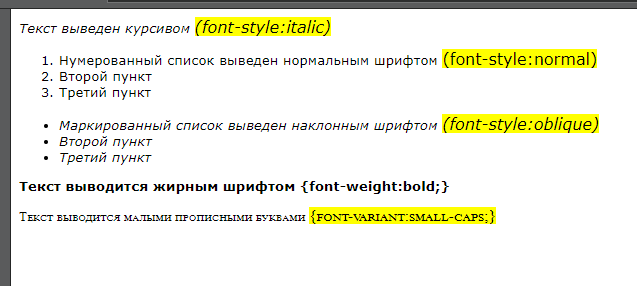 Текст выведен курсивом (font-style:italic)
1. Нумерованный список выведен нормальным шрифтом (font-style:normal)
2. Второй пункт
3. Третий пункт
• Маркированный список выведен наклонным шрифтом (font-style:oblique)
• Второй пункт
• Третий пункт
Текст выводится жирным шрифтом {font-weight:bold;}
Текст выводится малыми прописными буквами {font-variant:small-caps;}